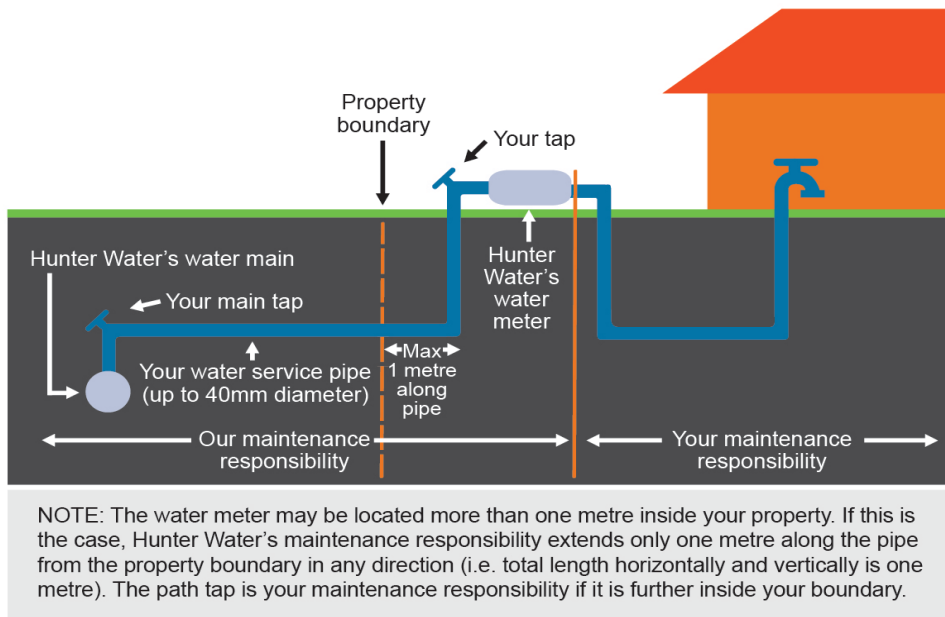 Property
boundary
Your tap
Hunter Water's water main
Your main tap
Hunter
Water's
water
meter
Your water service pipe
(up to 40mm diameter)
Max
1 metre
along
pipe
Our maintenance
responsibility
Your maintenance
responsibility
NOTE: The water meter may be located more than one metre inside your property. If this is
the case, Hunter Water's maintenance responsibility extends only one metre along the pipe
from the property boundary in any direction (i.e. total length horizontally and vertically is one
metre). The path tap is your maintenance responsibility if it is further inside your boundary.